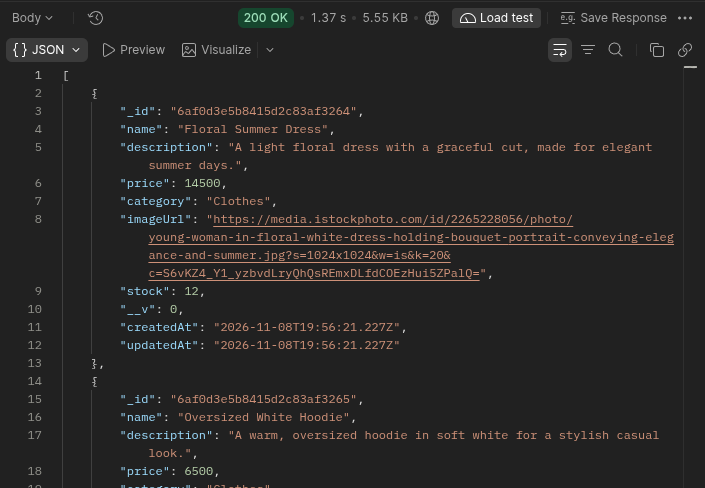 Body 200 OK • 1.37 s • 5.55 KB • Load test e.g. Save Response
{ } JSON Preview Visualize
1 [
2 {
3 "_id": "6af0d3e5b8415d2c83af3264",
4 "name": "Floral Summer Dress",
5 "description": "A light floral dress with a graceful cut, made for elegant
summer days.",
6 "price": 14500,
7 "category": "Clothes",
8 "imageUrl": "https://media.istockphoto.com/id/2265228056/photo/
young-woman-in-floral-white-dress-holding-bouquet-portrait-conveying-eleg
ance-and-summer.jpg?s=1024x1024&w=is&k=20&
c=S6vKZ4_Y1_yzbvdLryQhQsREmxDLfdCOEzHui5ZPalQ=",
9 "stock": 12,
10 "__v": 0,
11 "createdAt": "2026-11-08T19:56:21.227Z",
12 "updatedAt": "2026-11-08T19:56:21.227Z"
13 },
14 {
15 "_id": "6af0d3e5b8415d2c83af3265",
16 "name": "Oversized White Hoodie",
17 "description": "A warm, oversized hoodie in soft white for a stylish casual
look.",
18 "price": 6500,
19 "category": "Clothes",